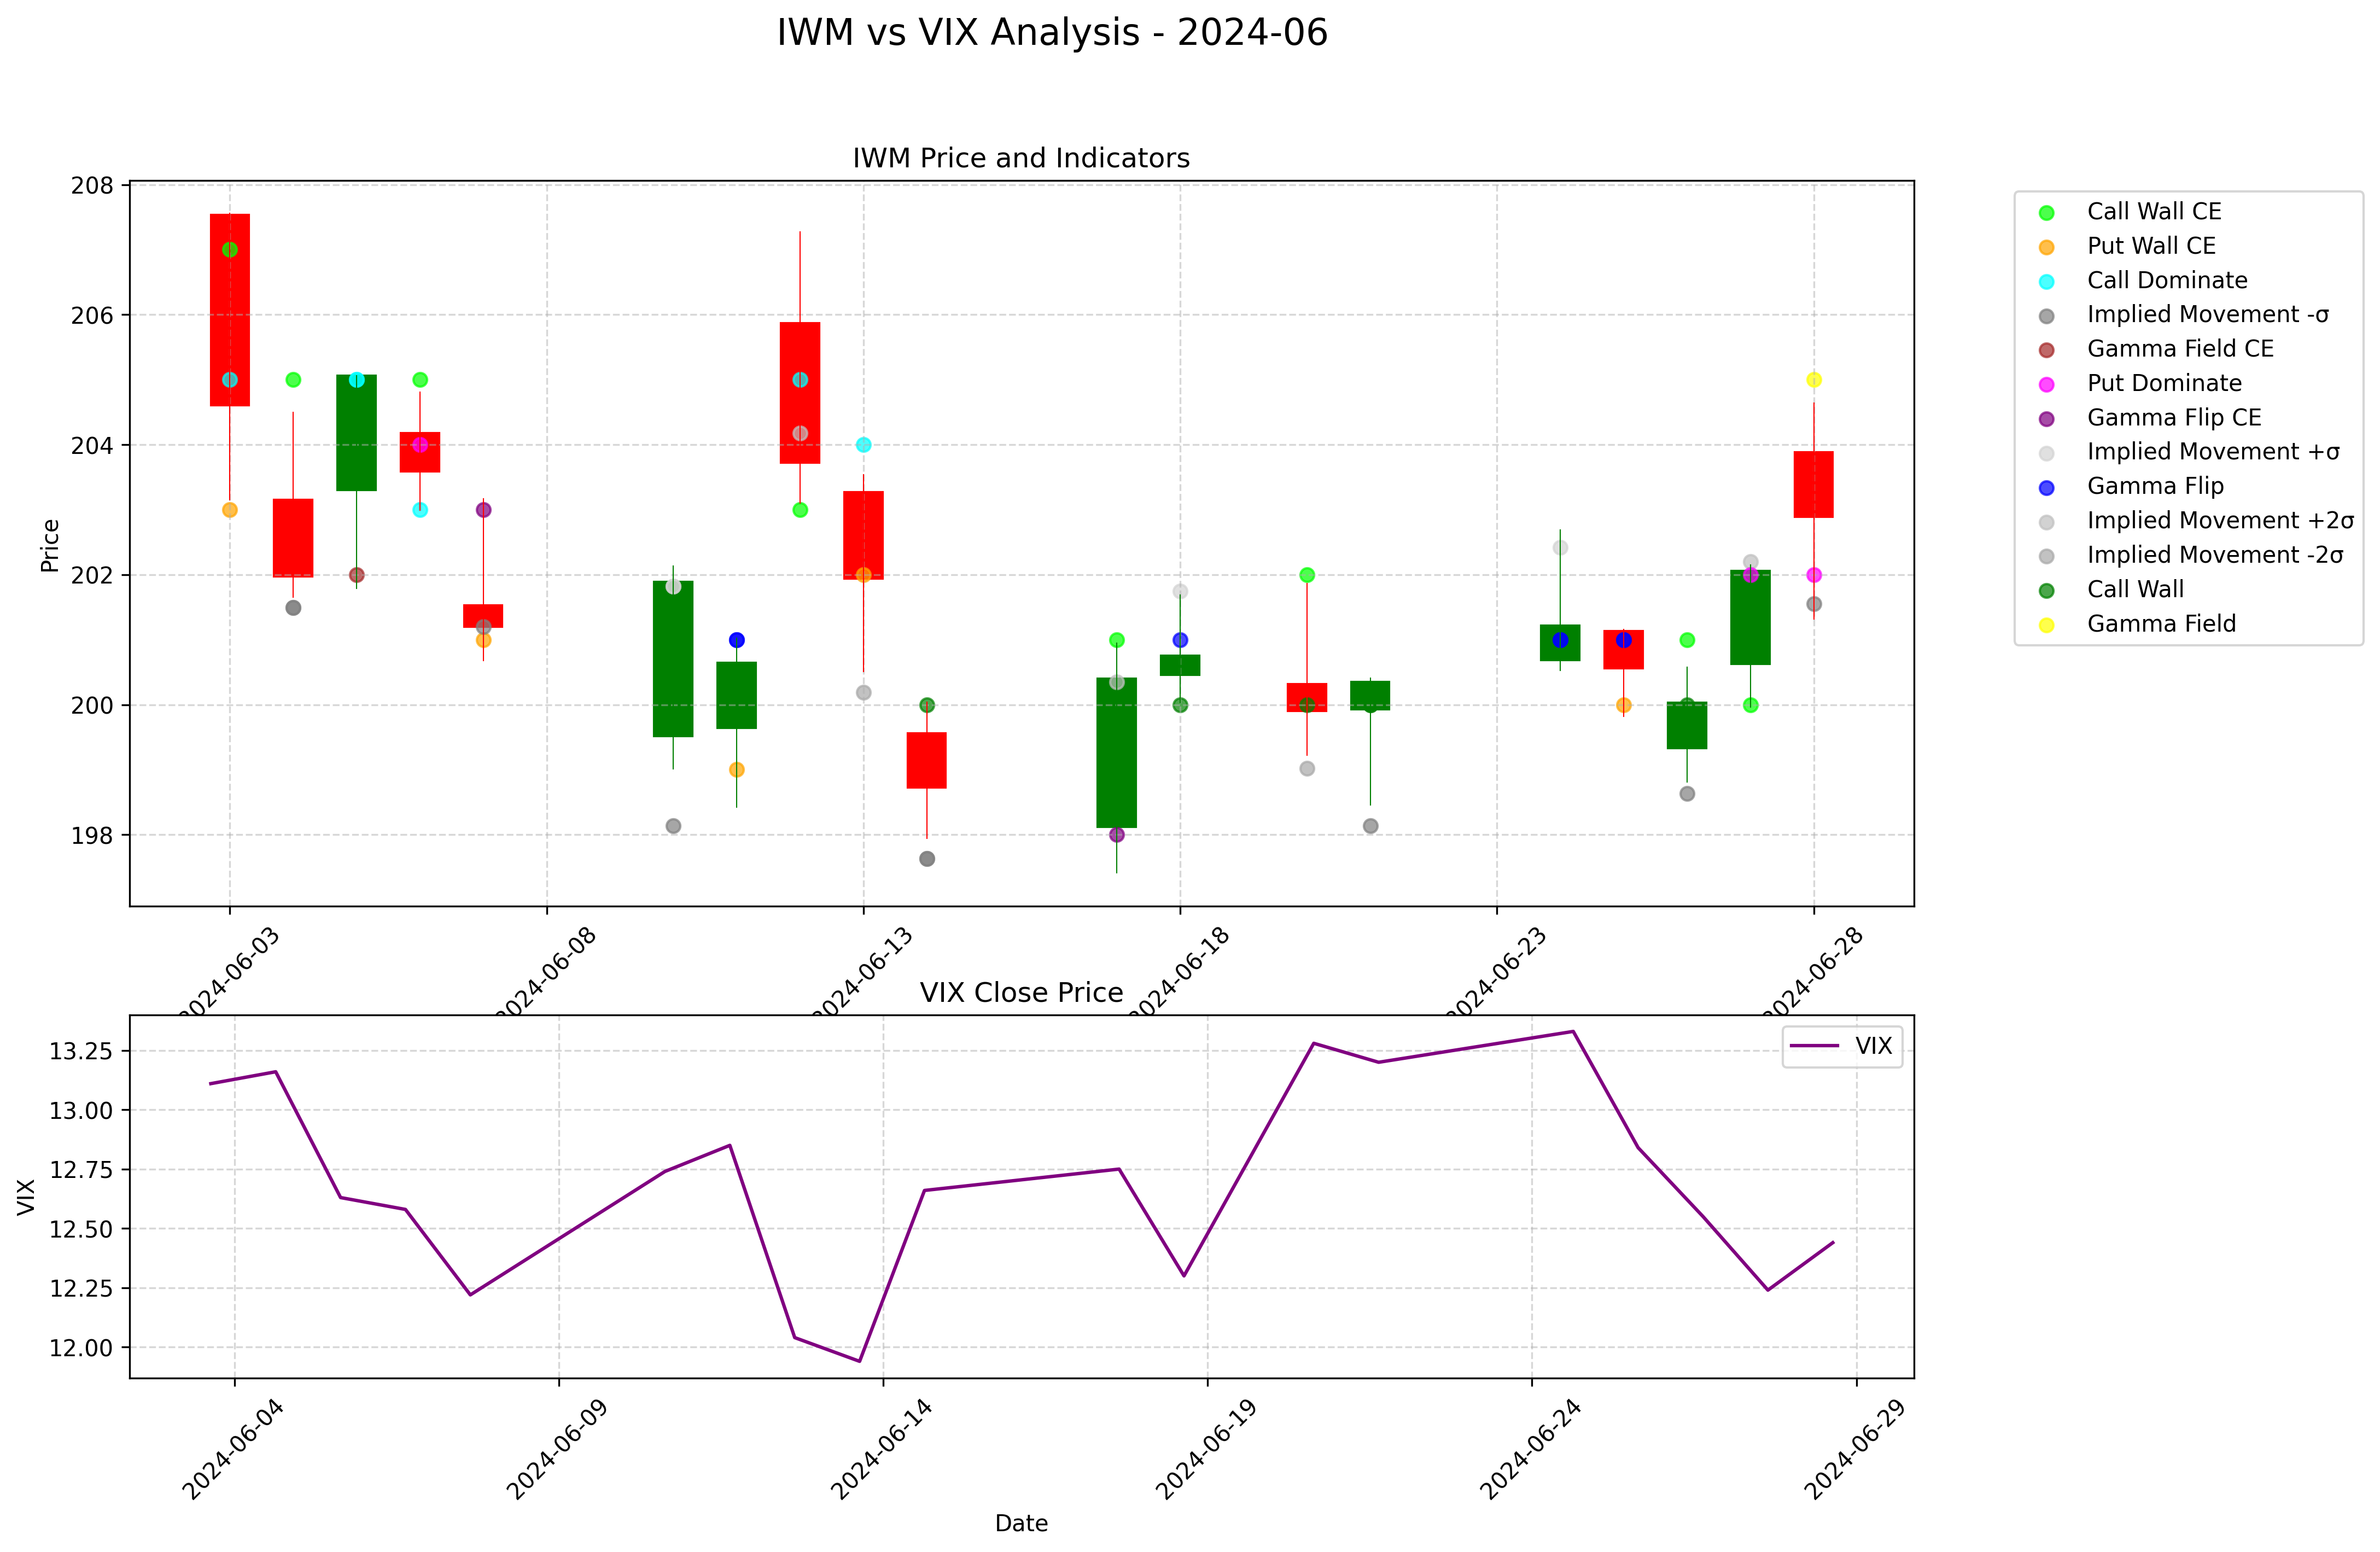 IWM vs VIX Analysis - 2024-06
IWM Price and Indicators
Price
208
206
204
202
200
198
2024-06-03
2024-06-08
2024-06-13
2024-06-18
2024-06-23
2024-06-28
Call Wall CE
Put Wall CE
Call Dominate
Implied Movement -σ
Gamma Field CE
Put Dominate
Gamma Flip CE
Implied Movement +σ
Gamma Flip
Implied Movement +2σ
Implied Movement -2σ
Call Wall
Gamma Field
VIX Close Price
VIX
13.25
13.00
12.75
12.50
12.25
12.00
VIX
2024-06-04
2024-06-09
2024-06-14
2024-06-19
2024-06-24
2024-06-29
Date